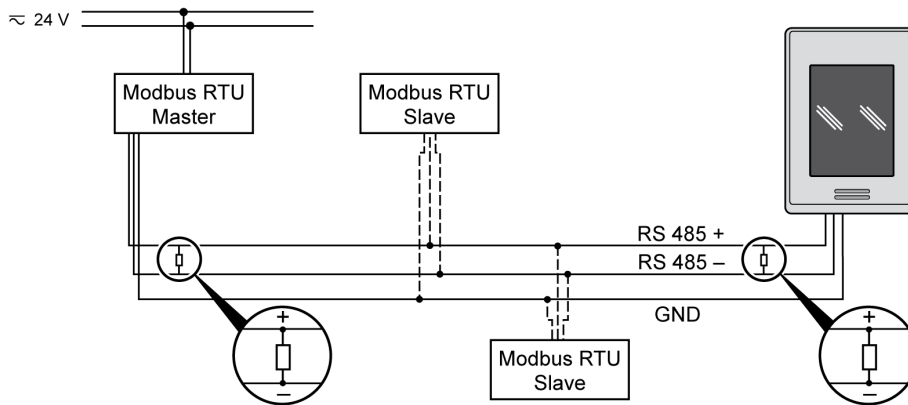 ⎓ 24 V
Modbus RTU
Master
Modbus RTU
Slave
RS 485 +
RS 485 –
GND
+
–
Modbus RTU
Slave
+
–